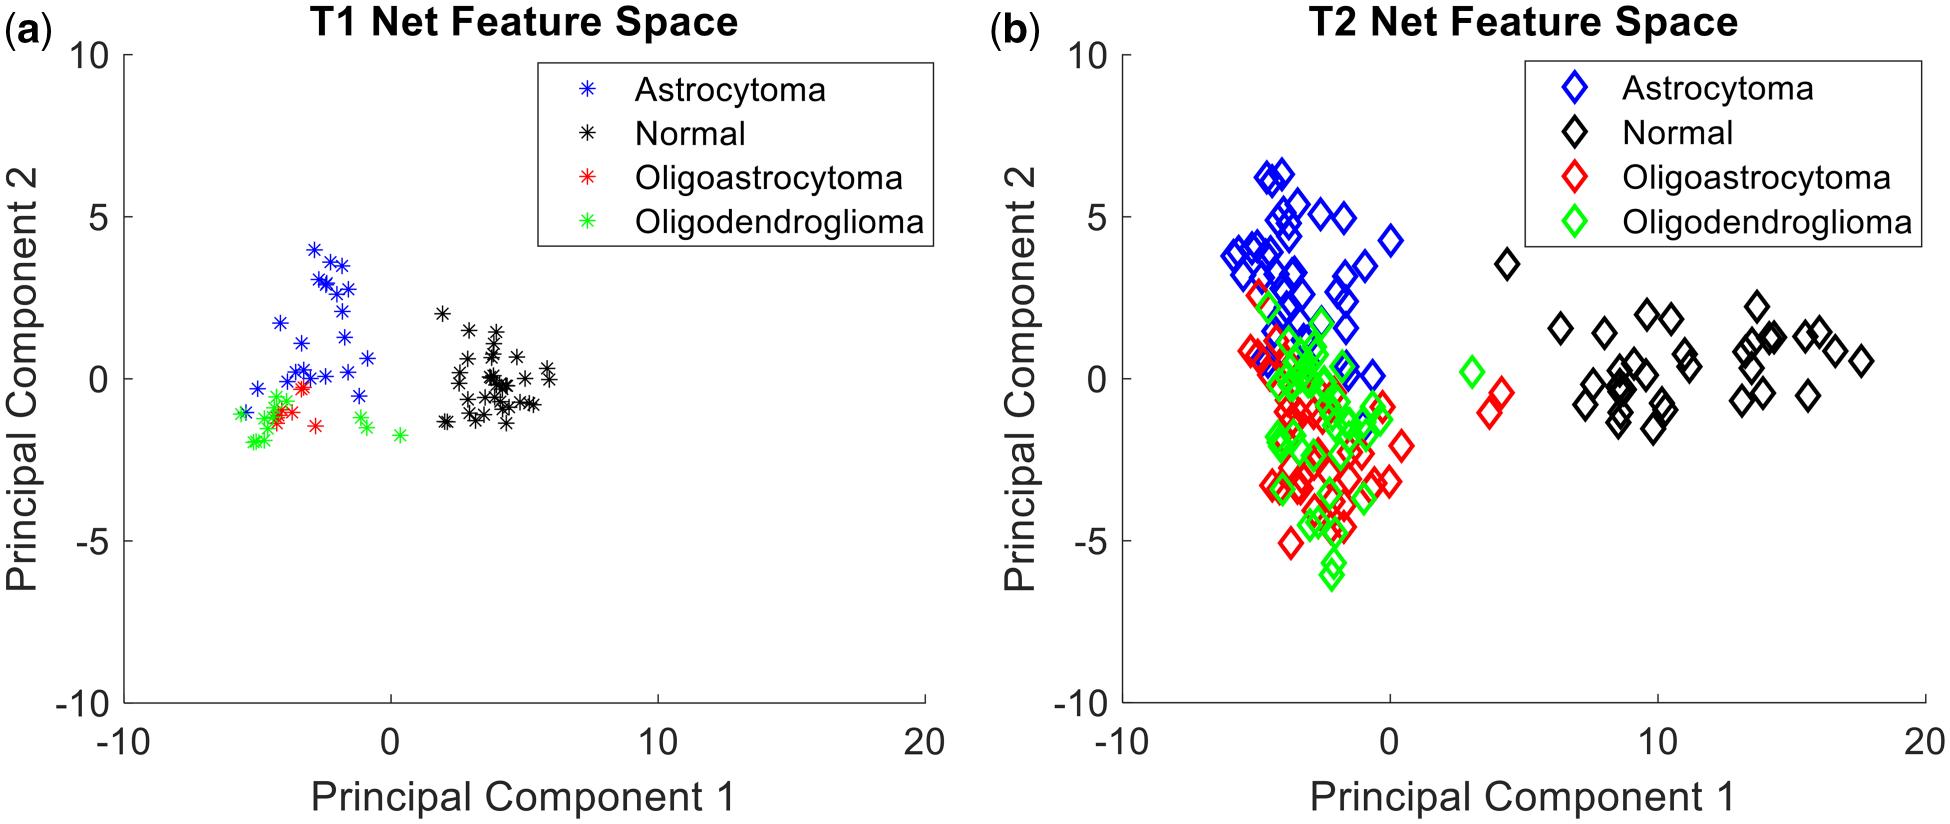 (a)
T1 Net Feature Space
10
5
0
-5
-10
-10
0
10
20
Principal Component 2
Principal Component 1
Astrocytoma
Normal
Oligoastrocytoma
Oligodendroglioma
(b)
T2 Net Feature Space
10
5
0
-5
-10
-10
0
10
20
Principal Component 2
Principal Component 1
Astrocytoma
Normal
Oligoastrocytoma
Oligodendroglioma